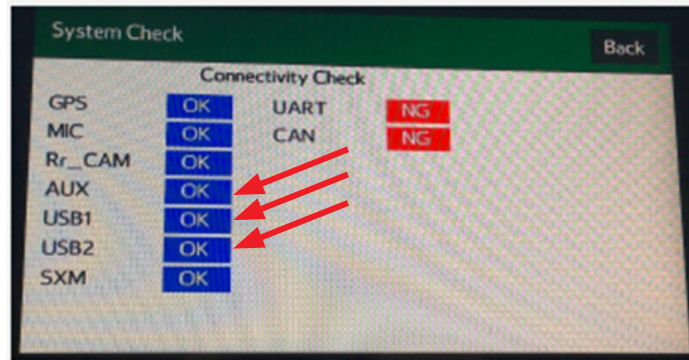 System Check
Back
Connectivity Check
GPS OK UART NG
MIC OK CAN NG
Rr_CAM OK
AUX OK
USB1 OK
USB2 OK
SXM OK